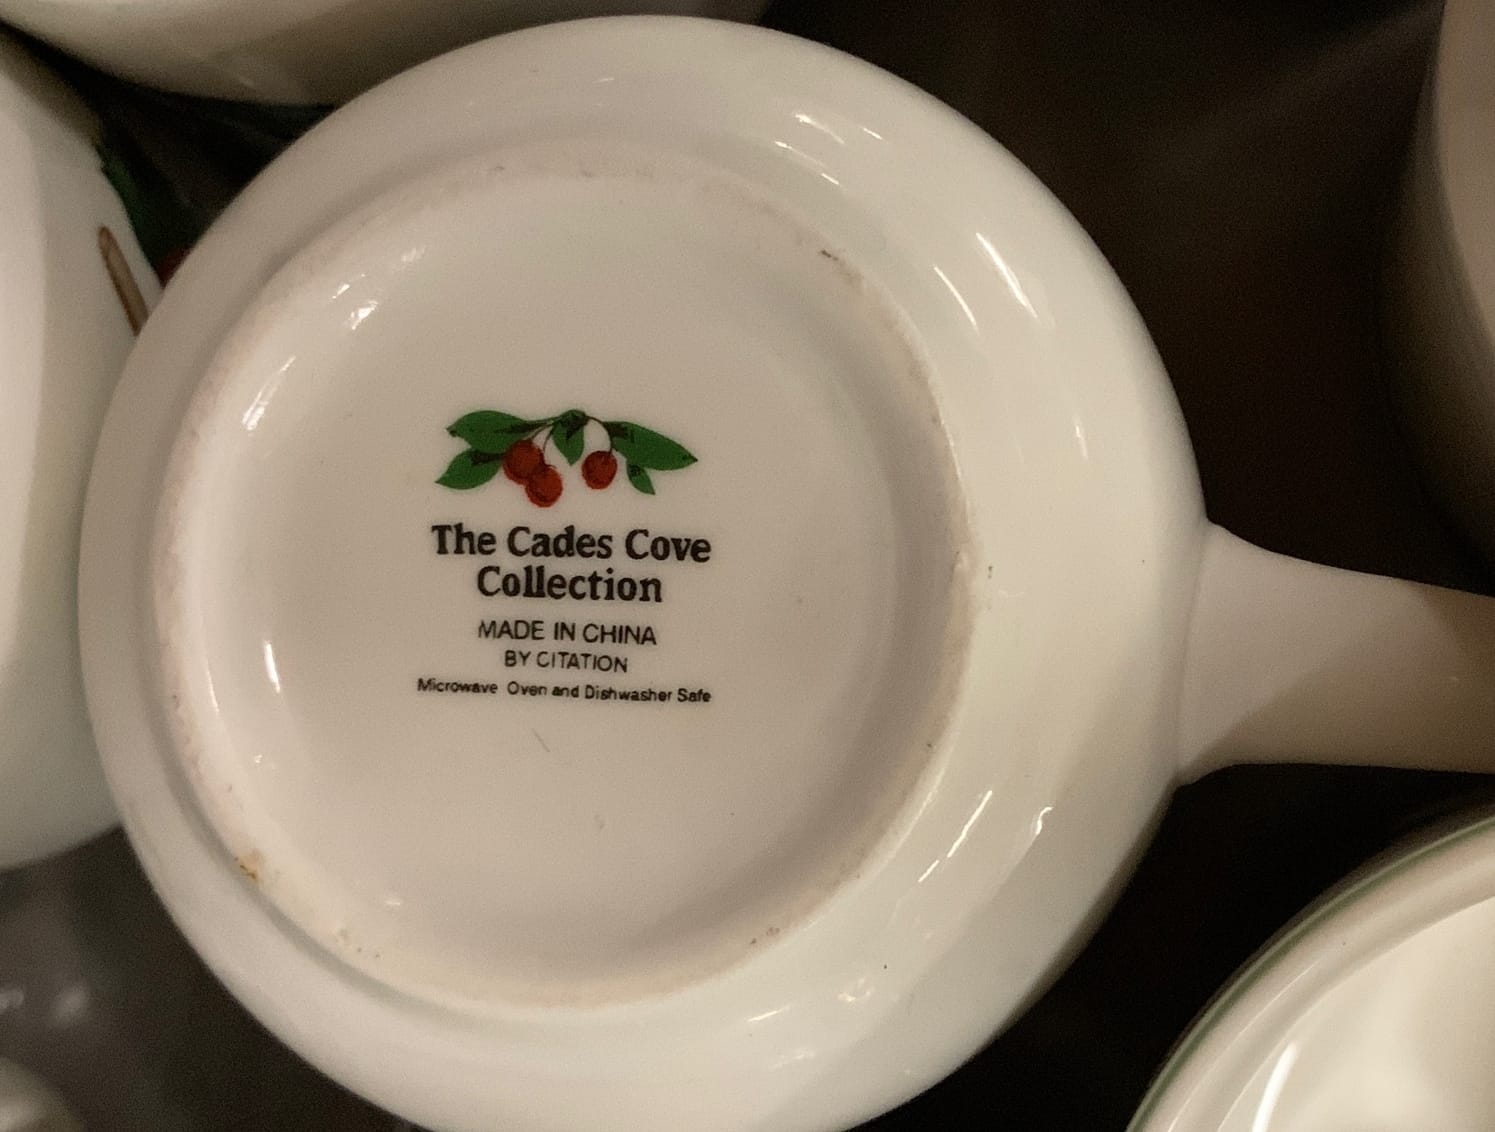 The Cades Cove
Collection
MADE IN CHINA
BY CITATION
Microwave Oven and Dishwasher Safe